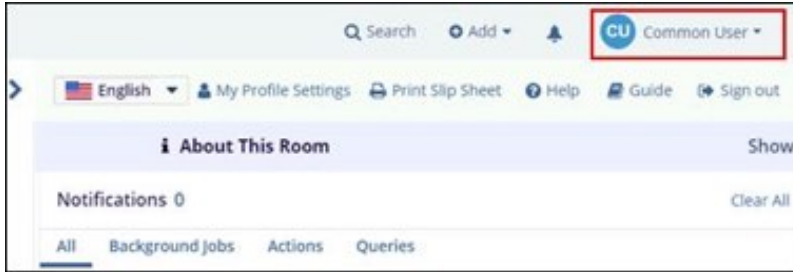 Search Add CU Common User
English My Profile Settings Print Slip Sheet Help Guide Sign out
About This Room Show
Notifications 0 Clear All
All Background Jobs Actions Queries